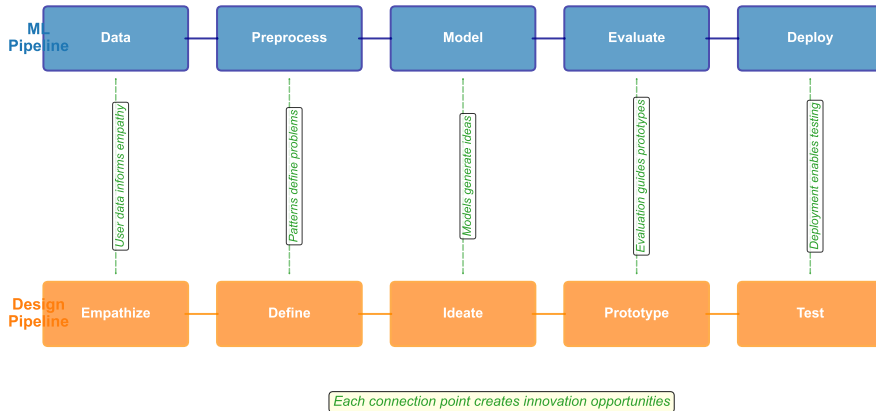 ML
Pipeline
Data
Preprocess
Model
Evaluate
Deploy
User data informs empathy
Patterns define problems
Models generate ideas
Evaluation guides prototypes
Deployment enables testing
Design
Pipeline
Empathize
Define
Ideate
Prototype
Test
Each connection point creates innovation opportunities